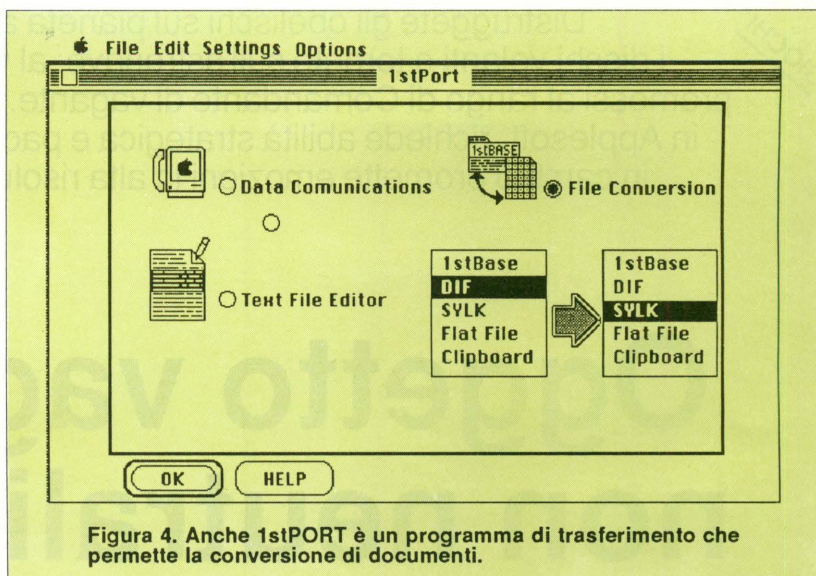 File Edit Settings Options
1stPort
1stBASE
Data Comunications
File Conversion
Text File Editor
1stBase
DIF
SYLK
Flat File
Clipboard
1stBase
DIF
SYLK
Flat File
Clipboard
OK
HELP
Figura 4. Anche 1stPORT è un programma di trasferimento che
permette la conversione di documenti.